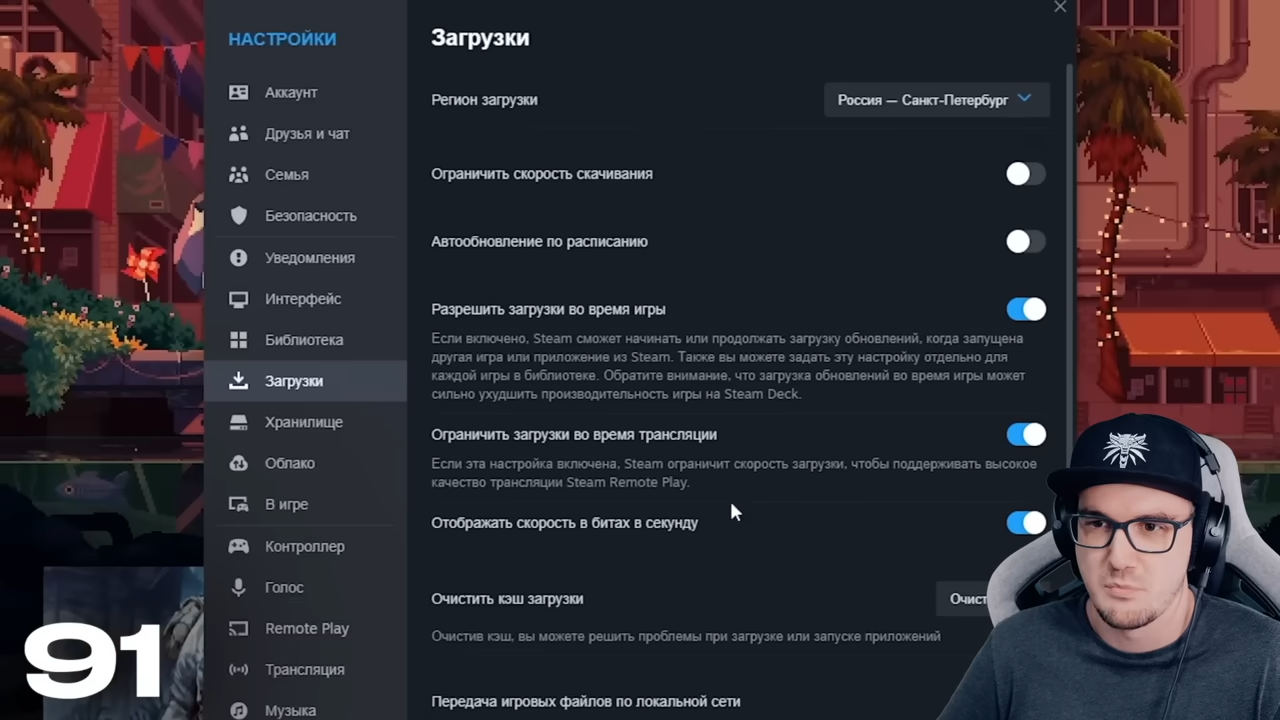 НАСТРОЙКИ
Аккаунт
Друзья и чат
Семья
Безопасность
Уведомления
Интерфейс
Библиотека
Загрузки
Хранилище
Облако
В игре
Контроллер
Голос
Remote Play
Трансляция
Музыка
Загрузки
Регион загрузки
Россия — Санкт-Петербург
Ограничить скорость скачивания
Автообновление по расписанию
Разрешить загрузки во время игры
Если включено, Steam сможет начинать или продолжать загрузку обновлений, когда запущена
другая игра или приложение из Steam. Также вы можете задать эту настройку отдельно для
каждой игры в библиотеке. Обратите внимание, что загрузка обновлений во время игры может
сильно ухудшить производительность игры на Steam Deck.
Ограничить загрузки во время трансляции
Если эта настройка включена, Steam ограничит скорость загрузки, чтобы поддерживать высокое
качество трансляции Steam Remote Play.
Отображать скорость в битах в секунду
Очистить кэш загрузки
Очист
Очистив кэш, вы можете решить проблемы при загрузке или запуске приложений
Передача игровых файлов по локальной сети
91